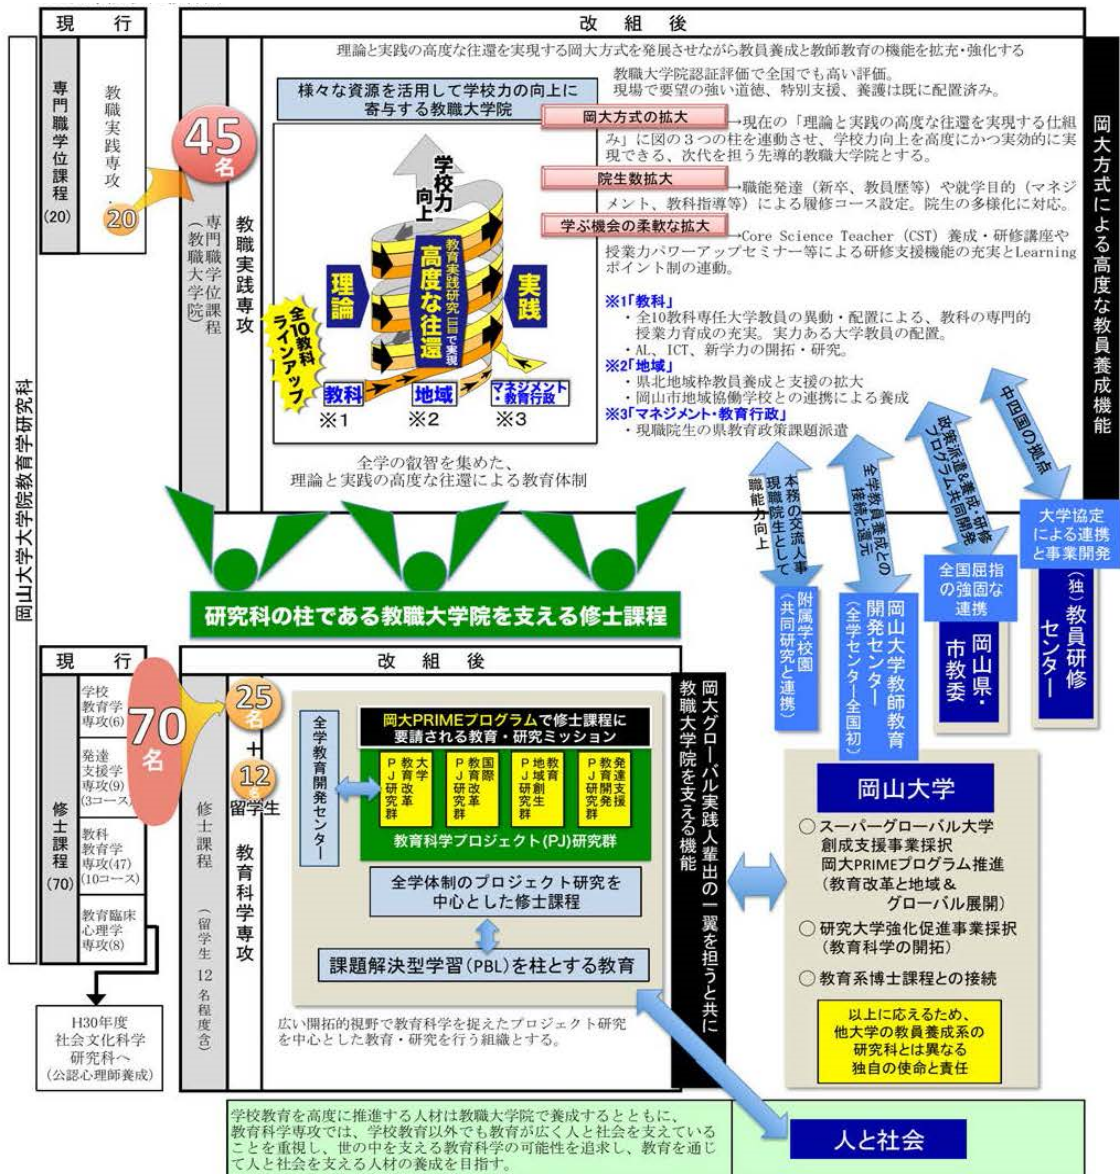 現 行
改 組 後
岡山大学大学院教育学研究科
専門職学位課程
(20)
教職実践専攻・
20
45
名
専門職学位課程
(教職大学院)
教職実践専攻
理論と実践の高度な往還を実現する岡大方式を発展させながら教員養成と教師教育の機能を拡充・強化する
様々な資源を活用して学校力の向上に
寄与する教職大学院
学校力
向上
理論
教育実践研究Ⅰ・Ⅱ・Ⅲで実現
高度な往還
実践
全10教科
ラインアップ
教科
※1
地域
※2
マネジメント
・教育行政
※3
全学の叡智を集めた、
理論と実践の高度な往還による教育体制
教職大学院認証評価で全国でも高い評価。
現場で要望の強い道徳、特別支援、養護は既に配置済み。
岡大方式の拡大
→現在の「理論と実践の高度な往還を実現する仕組
み」に図の3つの柱を連動させ、学校力向上を高度にかつ実効的に実
現できる、次代を担う先導的教職大学院とする。
院生数拡大
→職能発達(新卒、教員歴等)や就学目的(マネジ
メント、教科指導等)による履修コース設定。院生の多様化に対応。
学ぶ機会の柔軟な拡大
→Core Science Teacher (CST) 養成・研修講座や
授業力パワーアップセミナー等による研修支援機能の充実とLearning
ポイント制の連動。
※1「教科」
・全10教科専任大学教員の異動・配置による、教科の専門的
授業力育成の充実。実力ある大学教員の配置。
・AL、ICT、新学力の開拓・研究。
※2「地域」
・県北地域枠教員養成と支援の拡大
・岡山市地域協働学校との連携による養成
※3「マネジメント・教育行政」
・現職院生の県教育政策課題派遣
岡大方式による高度な教員養成機能
本務の交流人事
現職院生として
職能力向上
全学教員養成との
接続と還元
政策派遣&養成・研修
プログラム共同開発
中四国の拠点
附属学校園
(共同研究と連携)
岡山大学教師教育
開発センター
(全学センター全国初)
全国屈指
の強固な
連携
岡山県・
市教委
大学協定
による連携
と事業開発
(独)教員研修
センター
研究科の柱である教職大学院を支える修士課程
現 行
改 組 後
修士課程
(70)
学校
教育学
専攻(6)
発達
支援学
専攻(9)
(3コース)
教科
教育学
専攻(47)
(10コース)
教育臨床
心理学
専攻(8)
70
名
H30年度
社会文化科学
研究科へ
(公認心理師養成)
修士課程
(留学生12名程度含)
25
名
+
12
名
留学生
教育科学専攻
全学教育開発センター
岡大PRIMEプログラムで修士課程に
要請される教育・研究ミッション
大学
教育改革
PJ研究群
国際
教育改革
PJ研究群
教育
地域創生
PJ研究群
発達支援
教育開発
PJ研究群
教育科学プロジェクト(PJ)研究群
全学体制のプロジェクト研究を
中心とした修士課程
課題解決型学習(PBL)を柱とする教育
広い開拓的視野で教育科学を捉えたプロジェクト研究
を中心とした教育・研究を行う組織とする。
岡大グローバル実践人輩出の一翼を担うと共に
教職大学院を支える機能
岡山大学
○スーパーグローバル大学
創成支援事業採択
岡大PRIMEプログラム推進
(教育改革と地域&
グローバル展開)
○研究大学強化促進事業採択
(教育科学の開拓)
○教育系博士課程との接続
以上に応えるため、
他大学の教員養成系の
研究科とは異なる
独自の使命と責任
学校教育を高度に推進する人材は教職大学院で養成するとともに、
教育科学専攻では、学校教育以外でも教育が広く人と社会を支えている
ことを重視し、世の中を支える教育科学の可能性を追求し、教育を通じ
て人と社会を支える人材の養成を目指す。
人と社会